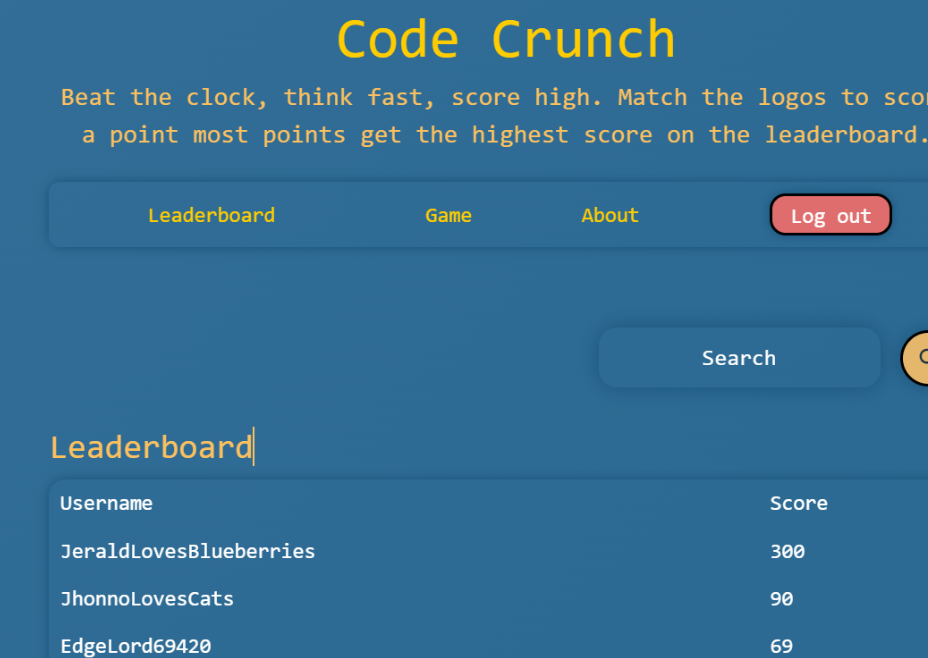 Code Crunch
Beat the clock, think fast, score high. Match the logos to
a point most points get the highest score on the leaderboard.
Leaderboard Game About Log out
Search
Leaderboard
Username Score
JeraldLovesBlueberries 300
JhonnoLovesCats 90
EdgeLord69420 69